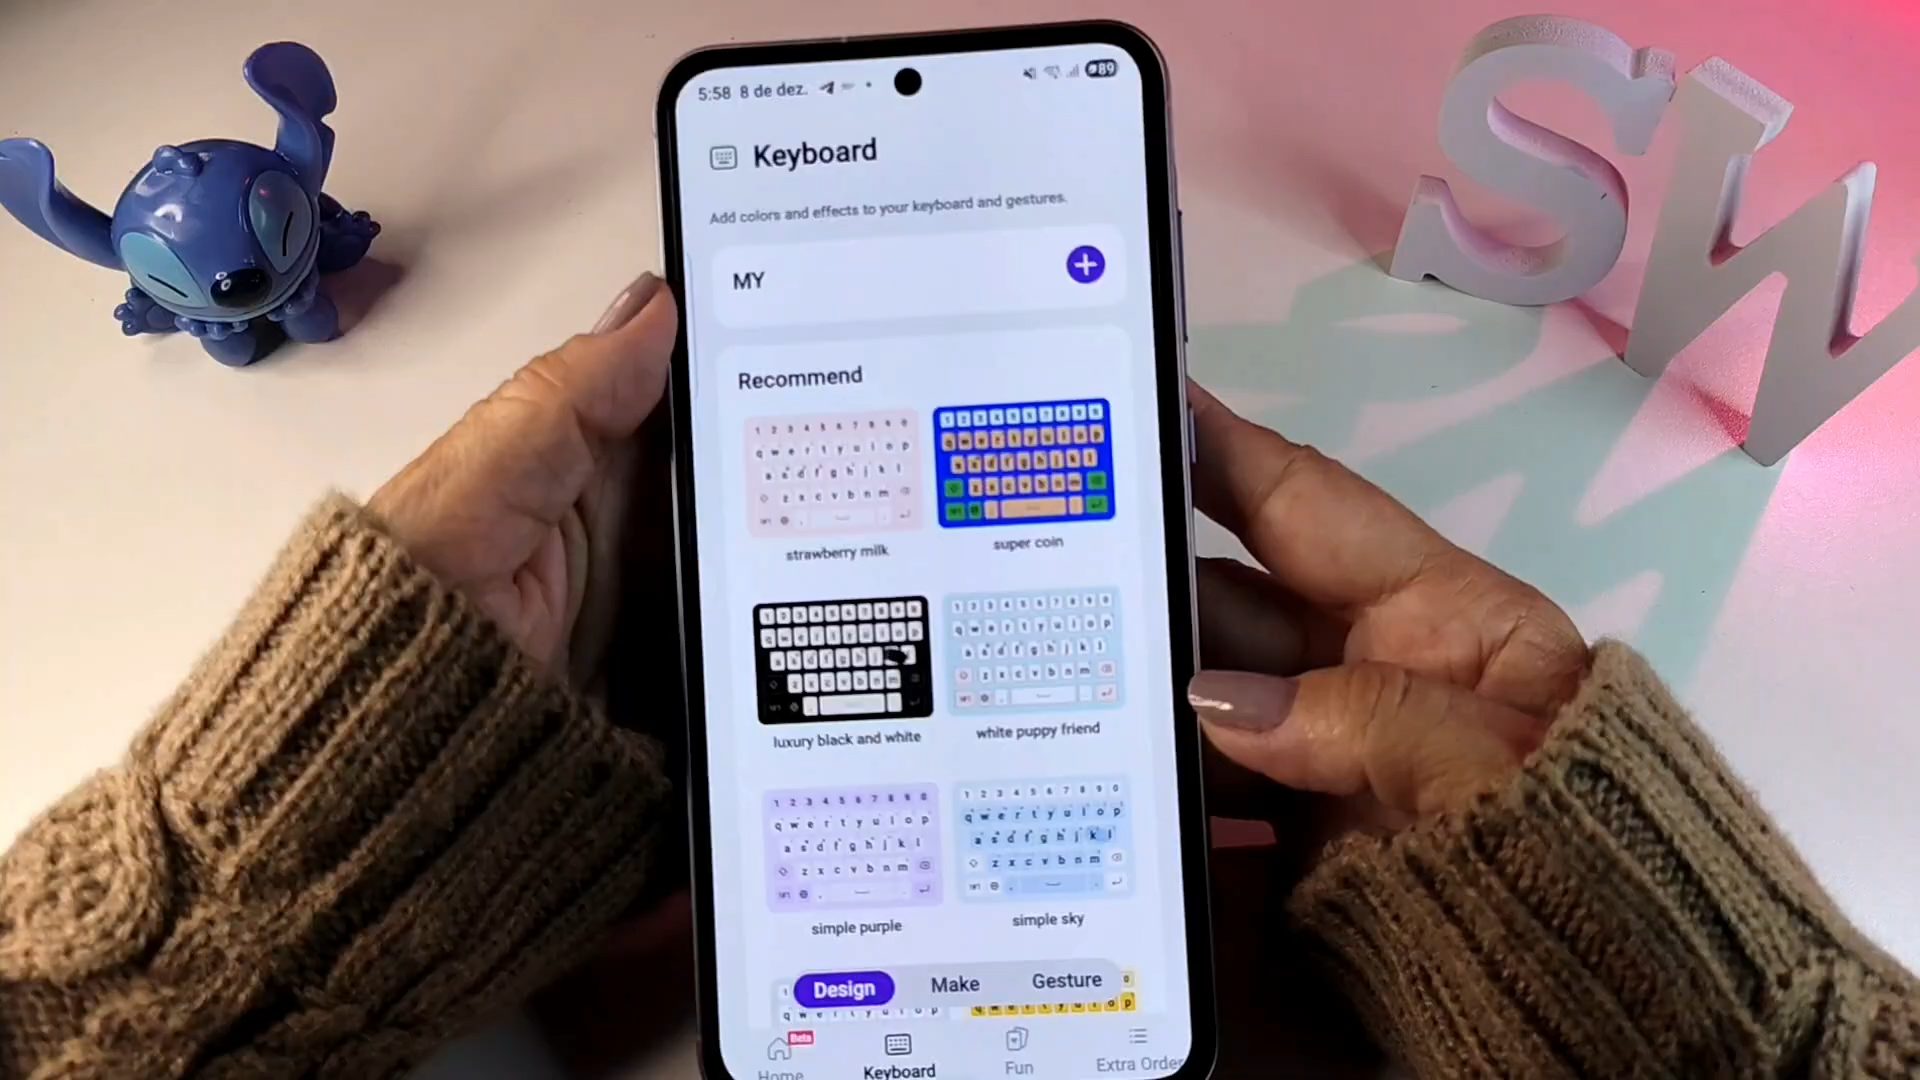 5:58 8 de dez.
89
SW
Keyboard
Add colors and effects to your keyboard and gestures.
MY
Recommend
strawberry milk
super coin
luxury black and white
white puppy friend
simple purple
simple sky
Design
Make
Gesture
Beta
Home
Keyboard
Fun
Extra Order